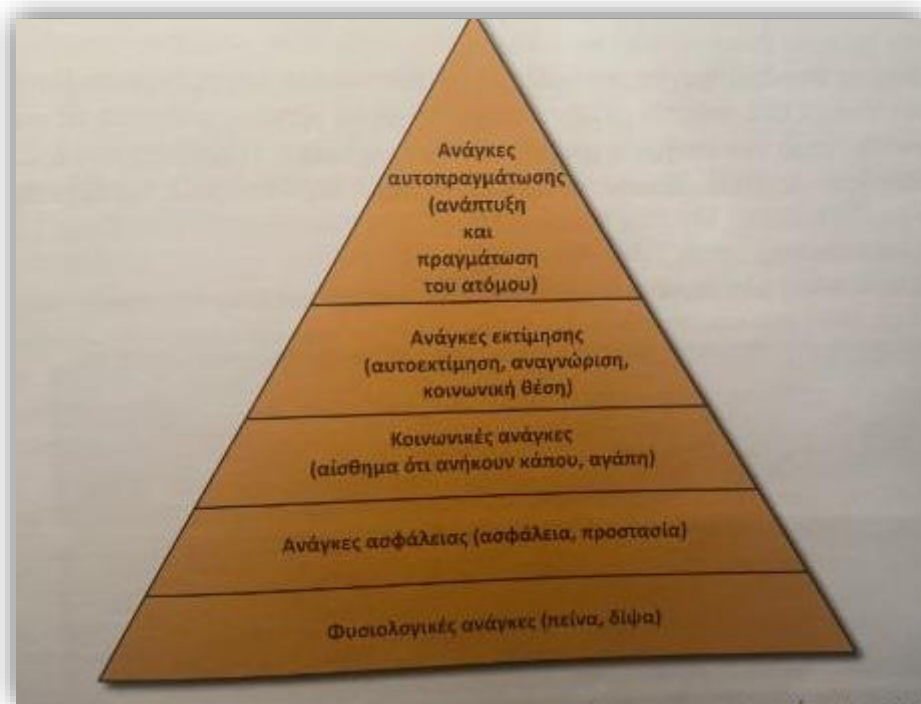 Ανάγκες
αυτοπραγμάτωσης
(ανάπτυξη
και
πραγμάτωση
του ατόμου)
Ανάγκες εκτίμησης
(αυτοεκτίμηση, αναγνώριση,
κοινωνική θέση)
Κοινωνικές ανάγκες
(αίσθημα ότι ανήκουν κάπου, αγάπη)
Ανάγκες ασφάλειας (ασφάλεια, προστασία)
Φυσιολογικές ανάγκες (πείνα, δίψα)